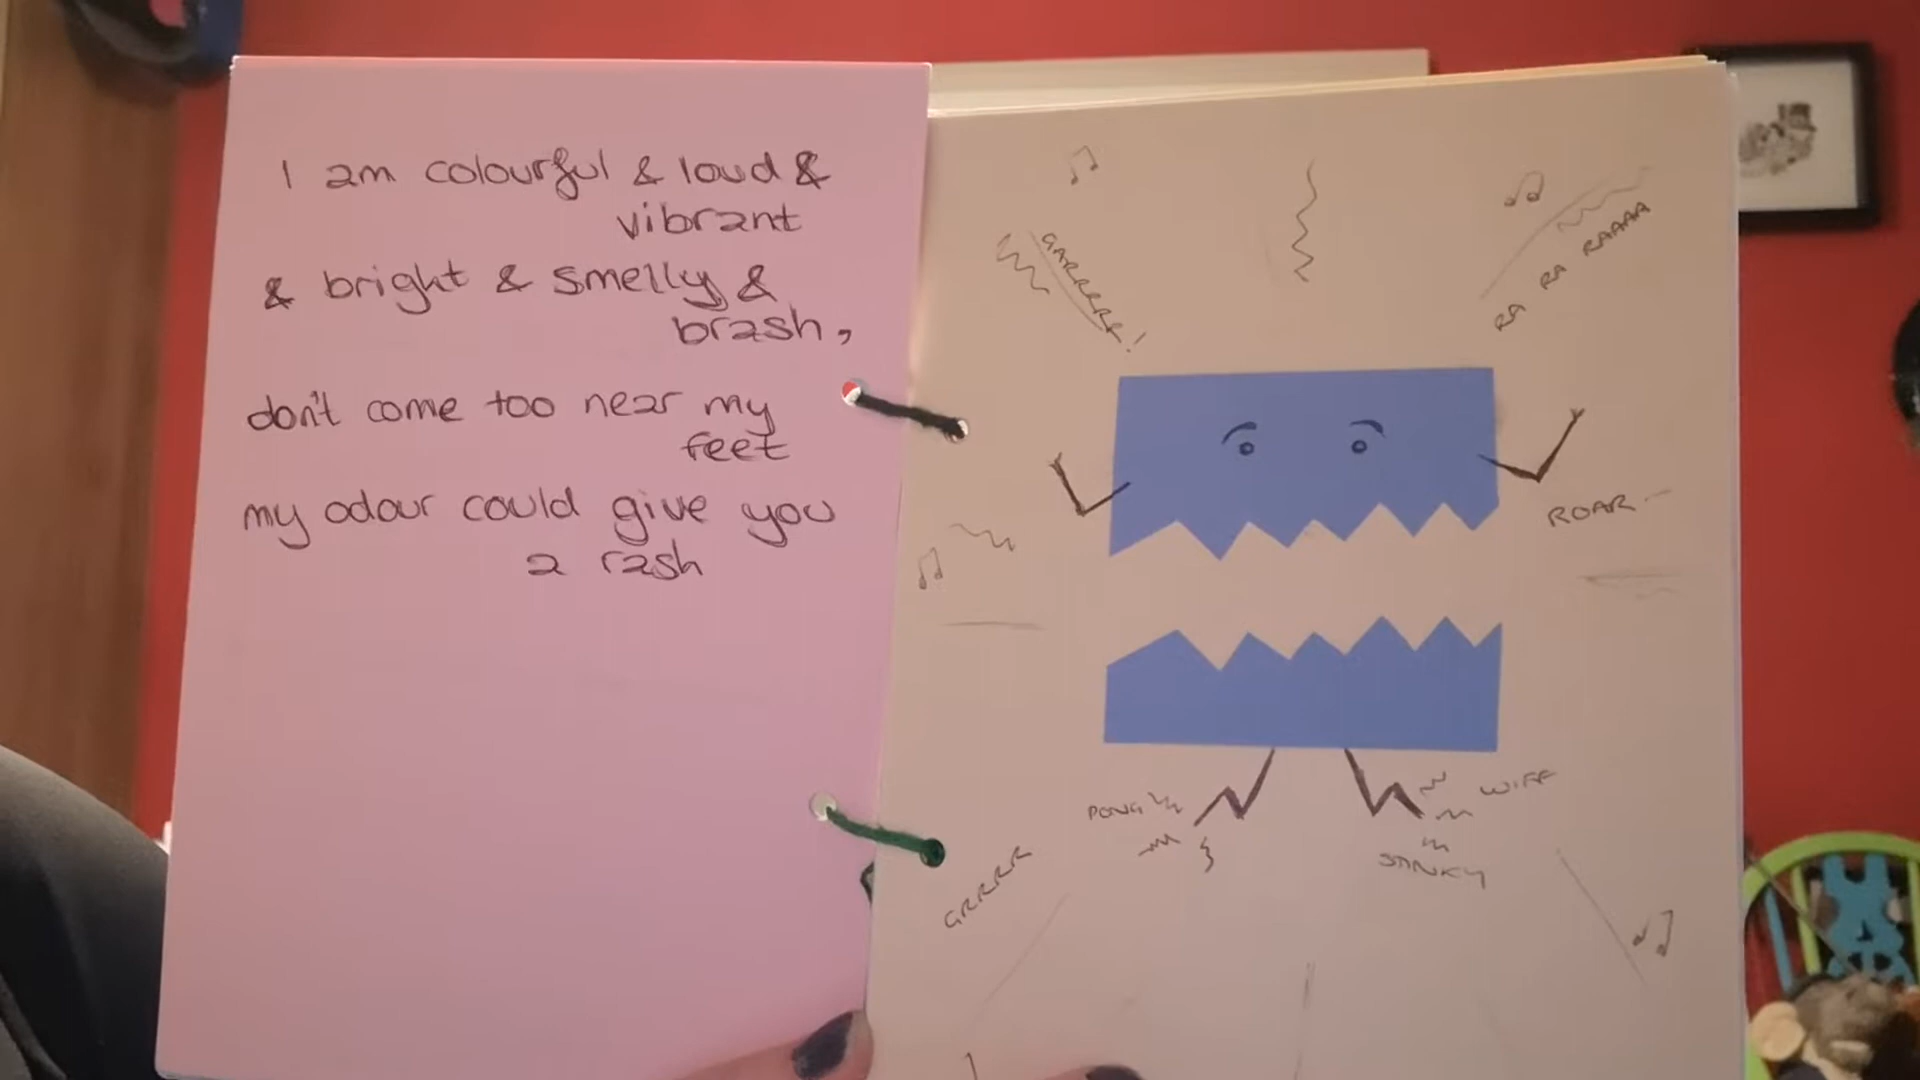 I am colourful & loud &
vibrant
& bright & smelly &
brash,
don't come too near my
feet
my odour could give you
a rash
GARRRRR!
RA RA RAAAA
ROAR
PONG
WIFF
STINKY
GRRRR